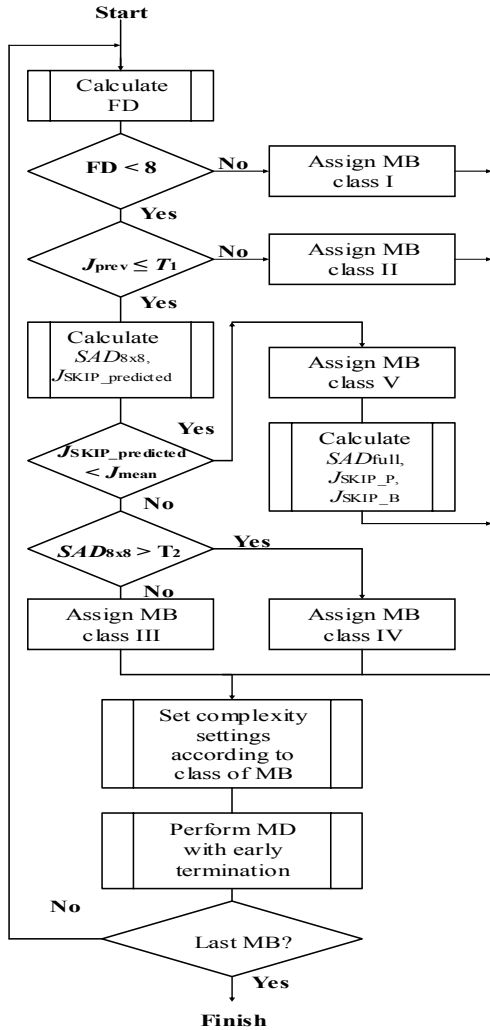 Start
Calculate
FD
FD < 8
No
Assign MB
class I
Yes
Jprev ≤ T1
No
Assign MB
class II
Yes
Calculate
SAD8x8,
JSKIP_predicted
Assign MB
class V
Yes
JSKIP_predicted
< Jmean
Calculate
SADfull,
JSKIP_P,
JSKIP_B
No
SAD8x8 > T2
Yes
No
Assign MB
class III
Assign MB
class IV
Set complexity
settings
according to
class of MB
Perform MD
with early
termination
No
Last MB?
Yes
Finish